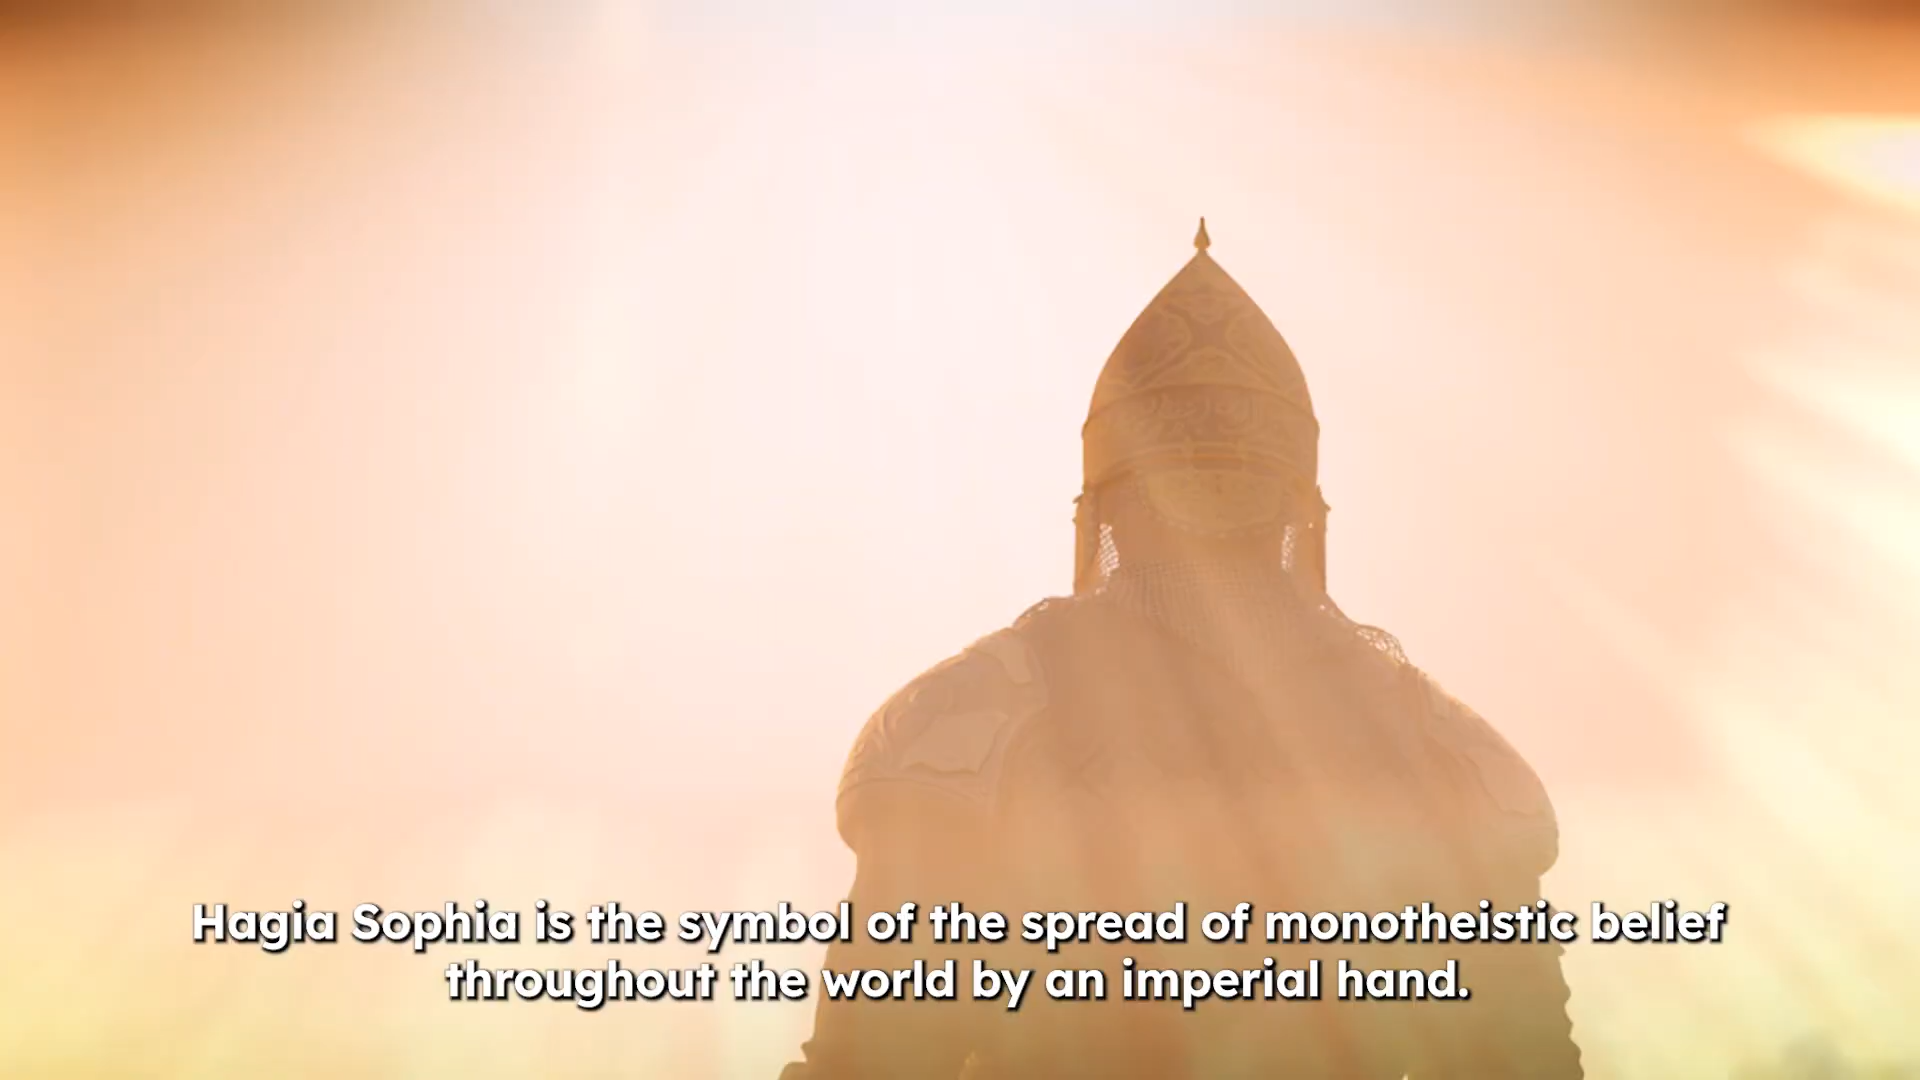 Hagia Sophia is the symbol of the spread of monotheistic belief
throughout the world by an imperial hand.